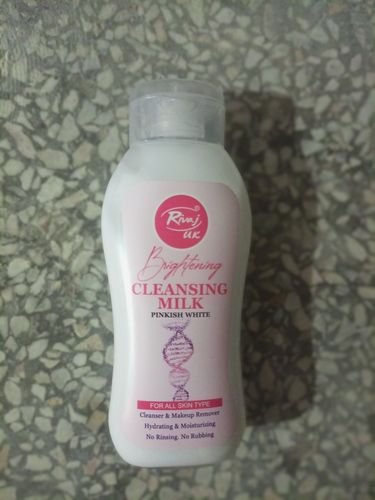 Rivaj
UK
Brightening
CLEANSING
MILK
PINKISH WHITE
FOR ALL SKIN TYPE
Cleanser & Makeup Remover
Hydrating & Moisturizing
No Rinsing. No Rubbing